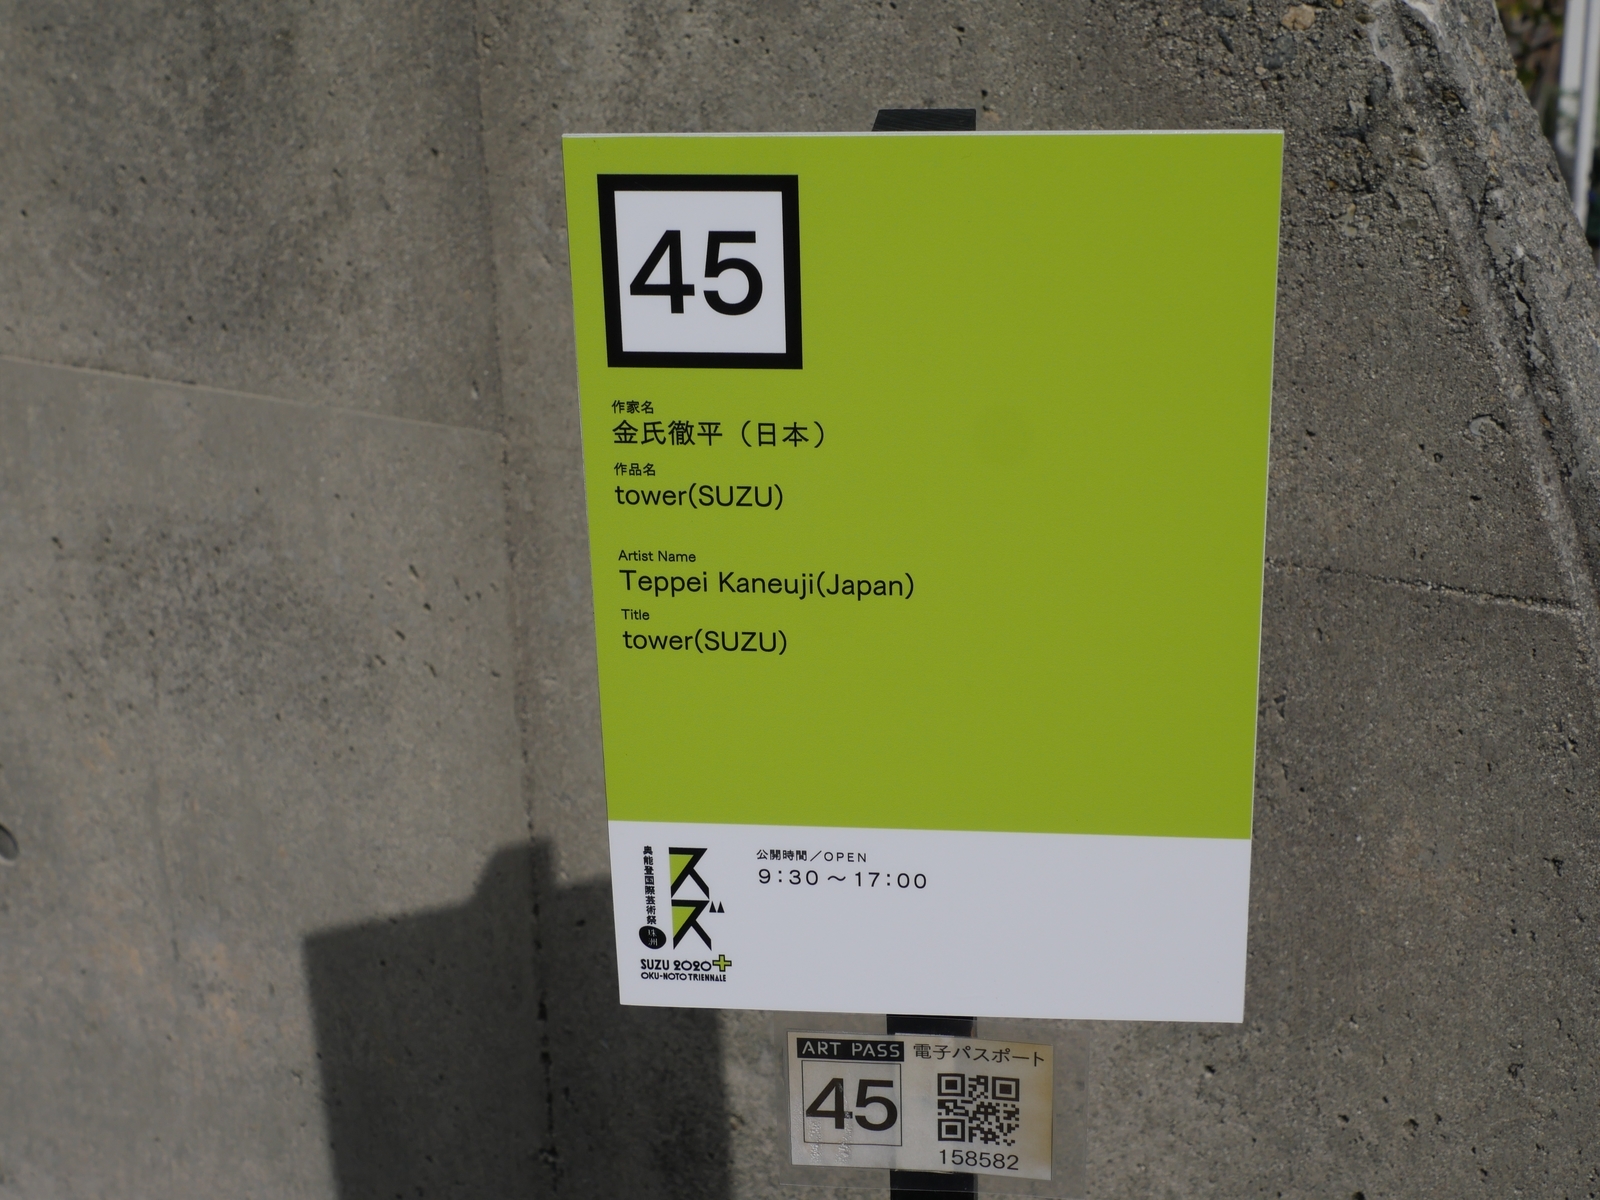 45
作家名
金氏徹平（日本）
作品名
tower(SUZU)
Artist Name
Teppei Kaneuji(Japan)
Title
tower(SUZU)
奥能登国際芸術祭
珠洲
スズ
SUZU 2020+
OKU-NOTO TRIENNALE
公開時間／OPEN
9:30～17:00
ART PASS 電子パスポート
45
158582